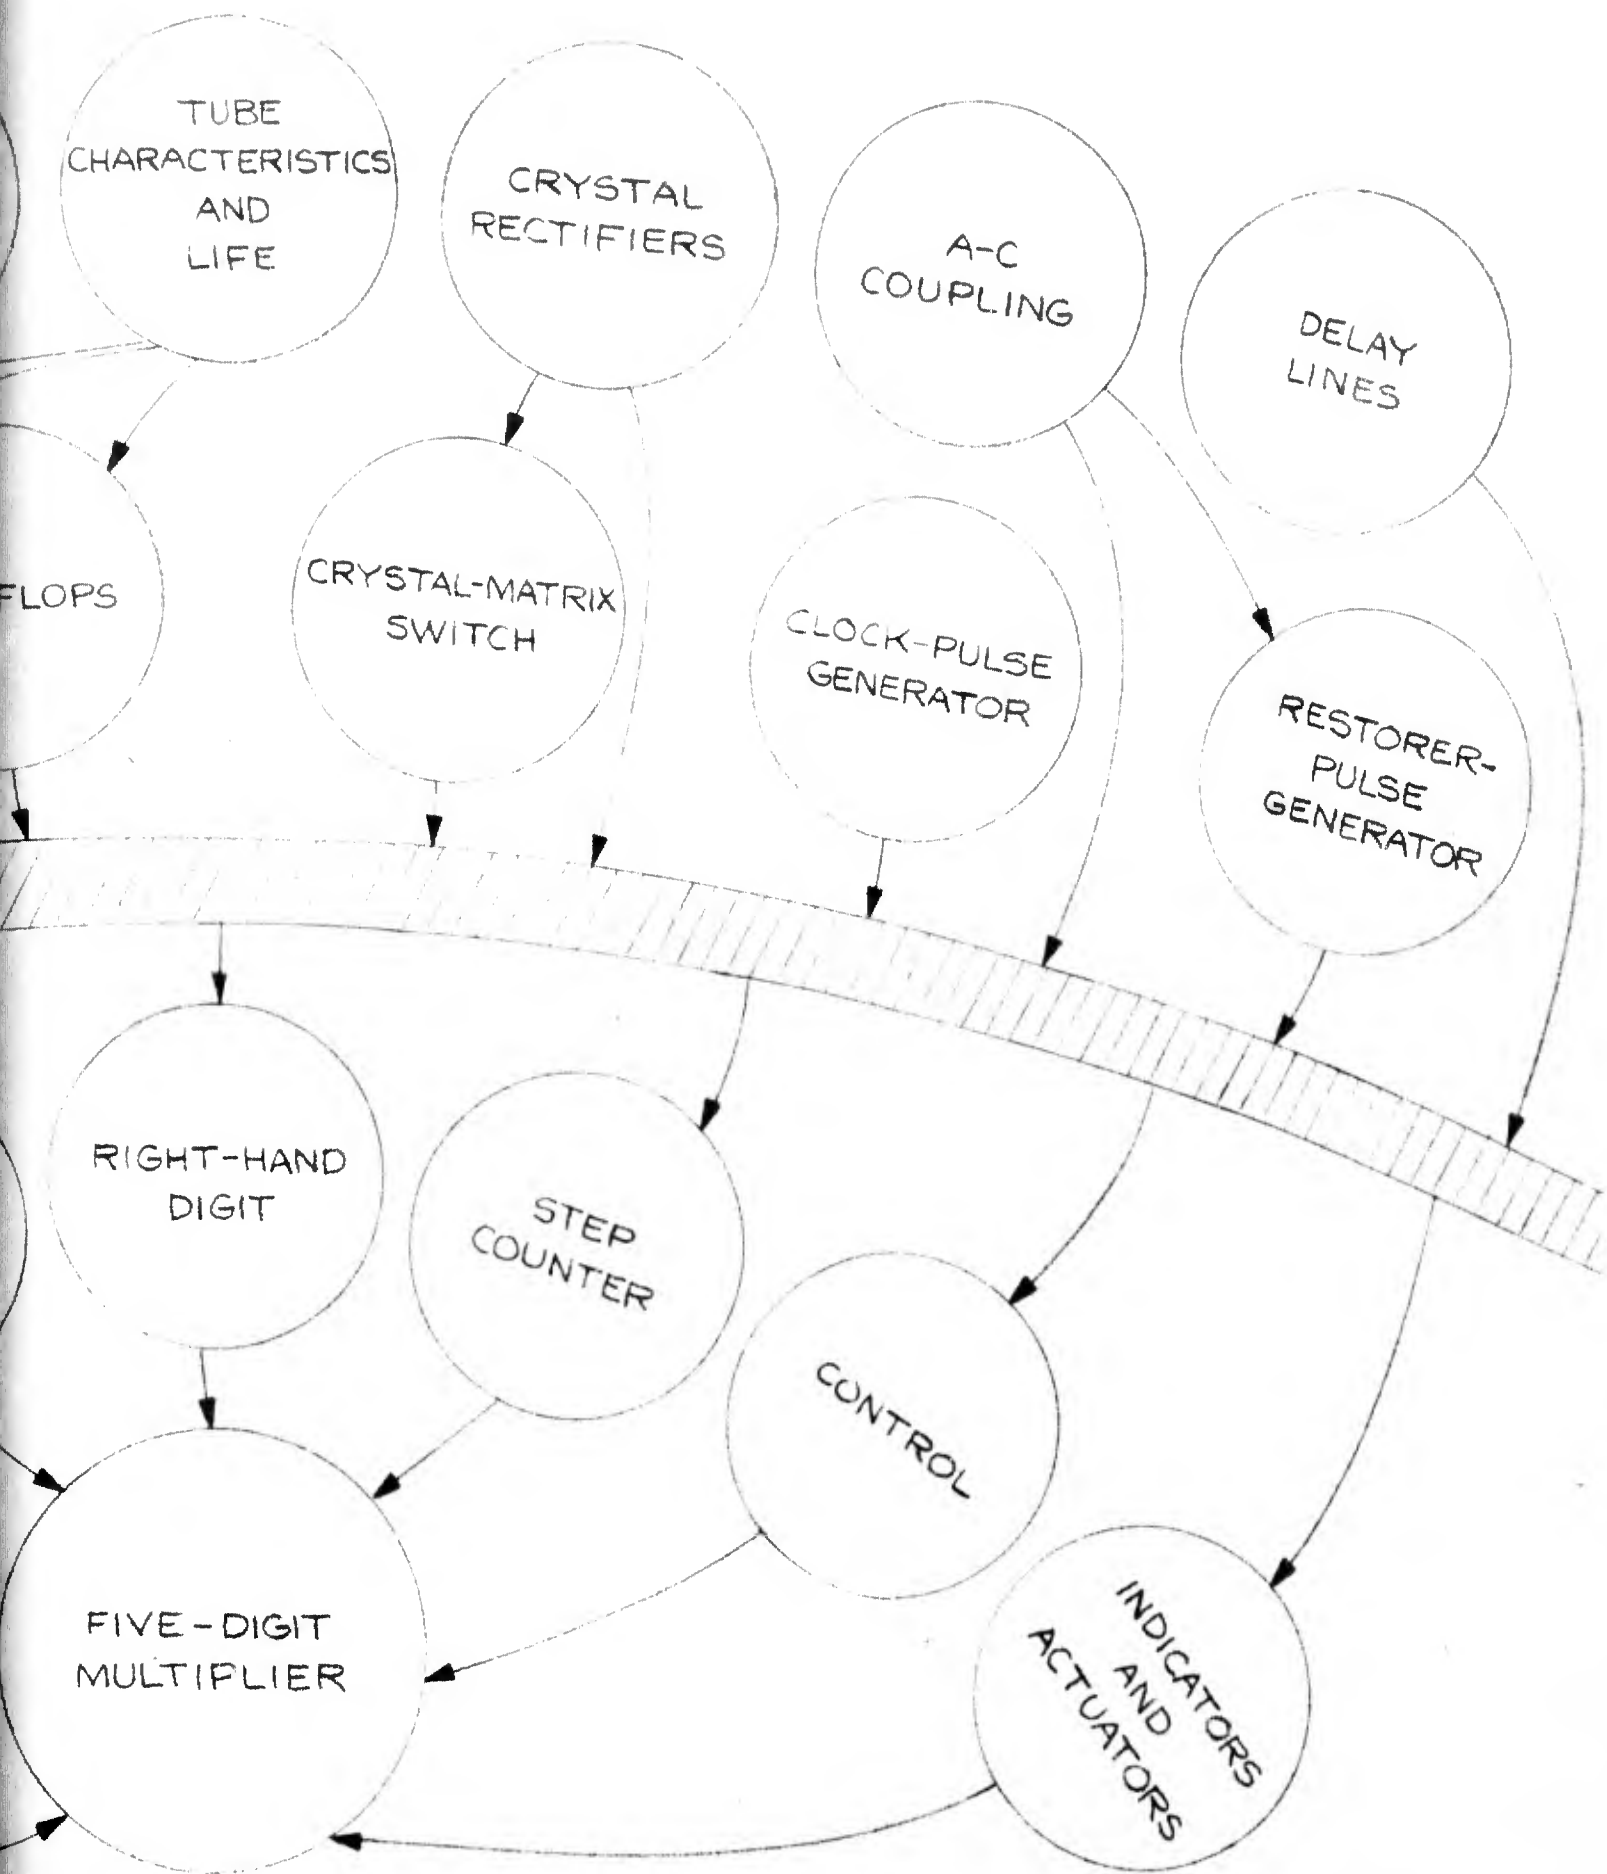 TUBE
CHARACTERISTICS
AND
LIFE
CRYSTAL
RECTIFIERS
A-C
COUPLING
DELAY
LINES
FLOPS
CRYSTAL-MATRIX
SWITCH
CLOCK-PULSE
GENERATOR
RESTORER-
PULSE
GENERATOR
RIGHT-HAND
DIGIT
STEP
COUNTER
CONTROL
FIVE-DIGIT
MULTIPLIER
INDICATORS
AND
ACTUATORS